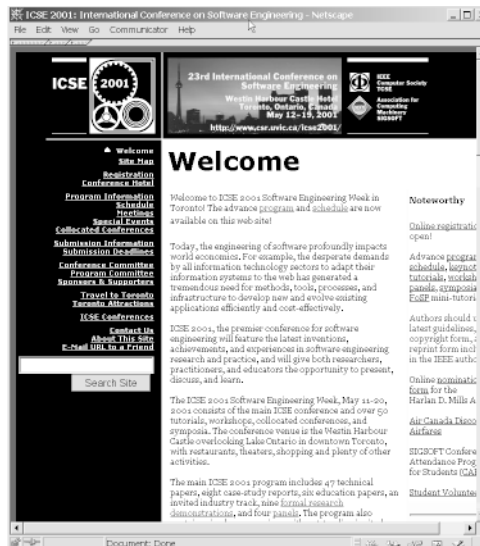 ICSE 2001: International Conference on Software Engineering - Netscape
File Edit View Go Communicator Help
ICSE 2001
23rd International Conference on
Software Engineering
Westin Harbour Castle Hotel
Toronto, Ontario, Canada
May 12-19, 2001
http://www.csr.uvic.ca/icse2001/
IEEE
Computer Society
TCSE
Association for
Computing
Machinery
SIGSOFT
Welcome
Site Map
Registration
Conference Hotel
Program Information
Schedule
Meetings
Special Events
Collocated Conferences
Submission Information
Submission Deadlines
Conference Committee
Program Committee
Sponsors & Supporters
Travel to Toronto
Toronto Attractions
ICSE Conferences
Contact Us
About This Site
E-Mail URL to a Friend
Search Site
Welcome
Welcome to ICSE 2001 Software Engineering Week in
Toronto! The advance program and schedule are now
available on this web site!
Today, the engineering of software profoundly impacts
world economics. For example, the desperate demands
by all information technology sectors to adapt their
information systems to the web has generated a
tremendous need for methods, tools, processes, and
infrastructure to develop new and evolve existing
applications efficiently and cost-effectively.
ICSE 2001, the premier conference for software
engineering will feature the latest inventions,
achievements, and experiences in software engineering
research and practice, and will give both researchers,
practitioners, and educators the opportunity to present,
discuss, and learn.
The ICSE 2001 Software Engineering Week, May 11-20,
2001 consists of the main ICSE conference and over 50
tutorials, workshops, collocated conferences, and
symposia. The conference venue is the Westin Harbour
Castle overlooking Lake Ontario in downtown Toronto,
with restaurants, theaters, shopping and plenty of other
activities.
The main ICSE 2001 program includes 47 technical
papers, eight case-study reports, six education papers, an
invited industry track, nine formal research
demonstrations, and four panels. The program also
Noteworthy
Online registratio
open!
Advance progran
schedule, keynot
tutorials, worksh
panels, symposia
FoSP mini-tutori
Authors should u
latest guidelines,
copyright form, a
reprint form incl
in the IEEE autho
Online nominatic
form for the
Harlan D. Mills A
Air Canada Disco
Airfares
SIGSOFT Confere
Attendance Prog
for Students (CAI
Student Voluntee
Document: Done